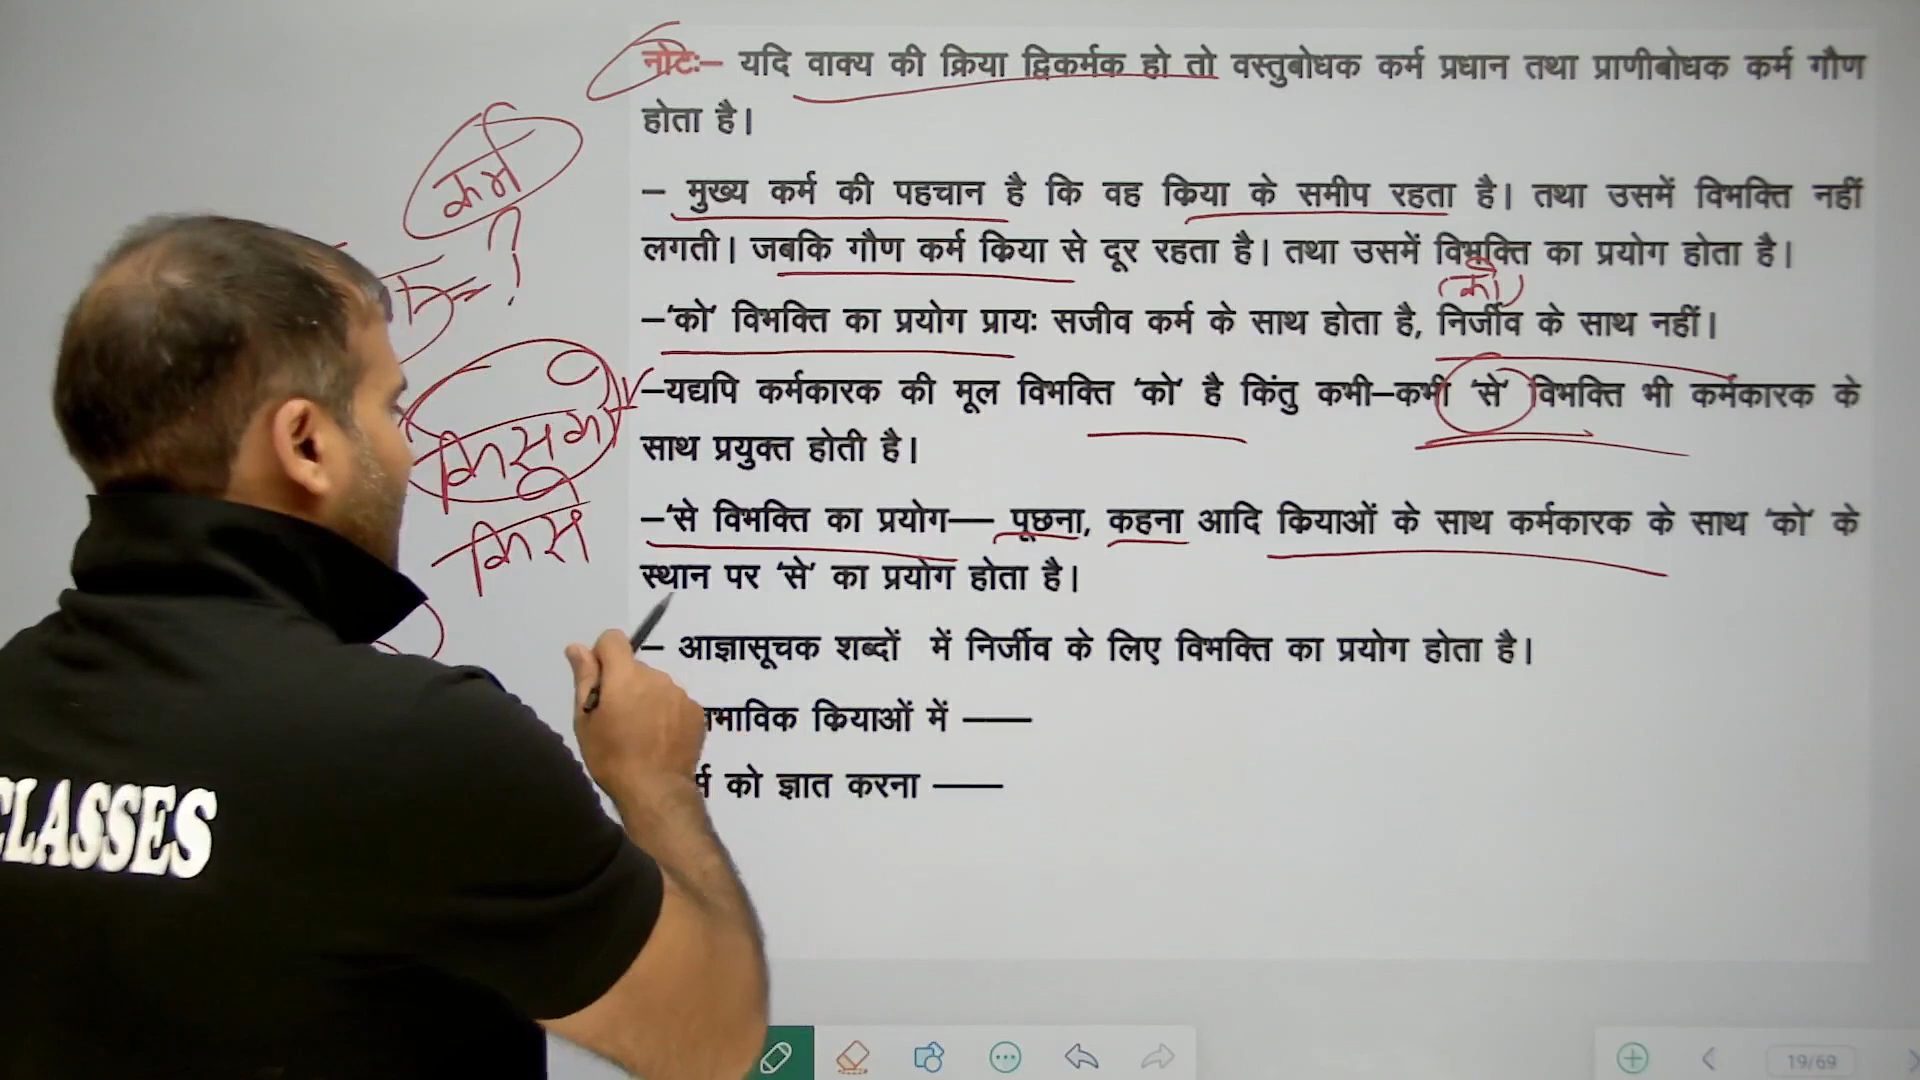 नोटः– यदि वाक्य की क्रिया द्विकर्मक हो तो वस्तुबोधक कर्म प्रधान तथा प्राणीबोधक कर्म गौण
होता है।
– मुख्य कर्म की पहचान है कि वह क्रिया के समीप रहता है। तथा उसमें विभक्ति नहीं
लगती। जबकि गौण कर्म क्रिया से दूर रहता है। तथा उसमें विभक्ति का प्रयोग होता है।
(को)
–‘को’ विभक्ति का प्रयोग प्रायः सजीव कर्म के साथ होता है, निर्जीव के साथ नहीं।
–यद्यपि कर्मकारक की मूल विभक्ति ‘को’ है किंतु कभी–कभी ‘से’ विभक्ति भी कर्मकारक के
साथ प्रयुक्त होती है।
–‘से विभक्ति का प्रयोग— पूछना, कहना आदि क्रियाओं के साथ कर्मकारक के साथ ‘को’ के
स्थान पर ‘से’ का प्रयोग होता है।
– आज्ञासूचक शब्दों में निर्जीव के लिए विभक्ति का प्रयोग होता है।
क्रियाओं में —
को ज्ञात करना —
कर्म
किसको
किसे
CLASSES
19/69